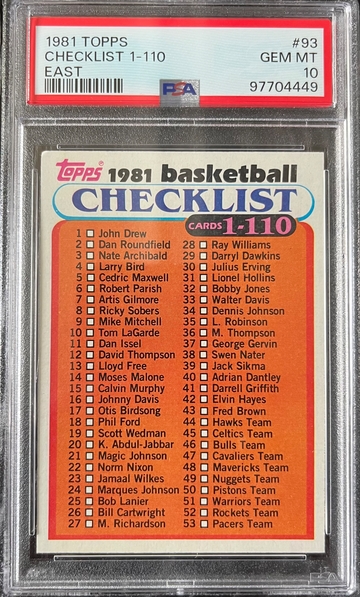 1981 TOPPS #93
CHECKLIST 1-110 GEM MT
EAST 10
PSA 97704449
Topps® 1981 basketball
CHECKLIST
CARDS 1-110
1 John Drew
2 Dan Roundfield
3 Nate Archibald
4 Larry Bird
5 Cedric Maxwell
6 Robert Parish
7 Artis Gilmore
8 Ricky Sobers
9 Mike Mitchell
10 Tom LaGarde
11 Dan Issel
12 David Thompson
13 Lloyd Free
14 Moses Malone
15 Calvin Murphy
16 Johnny Davis
17 Otis Birdsong
18 Phil Ford
19 Scott Wedman
20 K. Abdul-Jabbar
21 Magic Johnson
22 Norm Nixon
23 Jamaal Wilkes
24 Marques Johnson
25 Bob Lanier
26 Bill Cartwright
27 M. Richardson
28 Ray Williams
29 Darryl Dawkins
30 Julius Erving
31 Lionel Hollins
32 Bobby Jones
33 Walter Davis
34 Dennis Johnson
35 L. Robinson
36 M. Thompson
37 George Gervin
38 Swen Nater
39 Jack Sikma
40 Adrian Dantley
41 Darrell Griffith
42 Elvin Hayes
43 Fred Brown
44 Hawks Team
45 Celtics Team
46 Bulls Team
47 Cavaliers Team
48 Mavericks Team
49 Nuggets Team
50 Pistons Team
51 Warriors Team
52 Rockets Team
53 Pacers Team